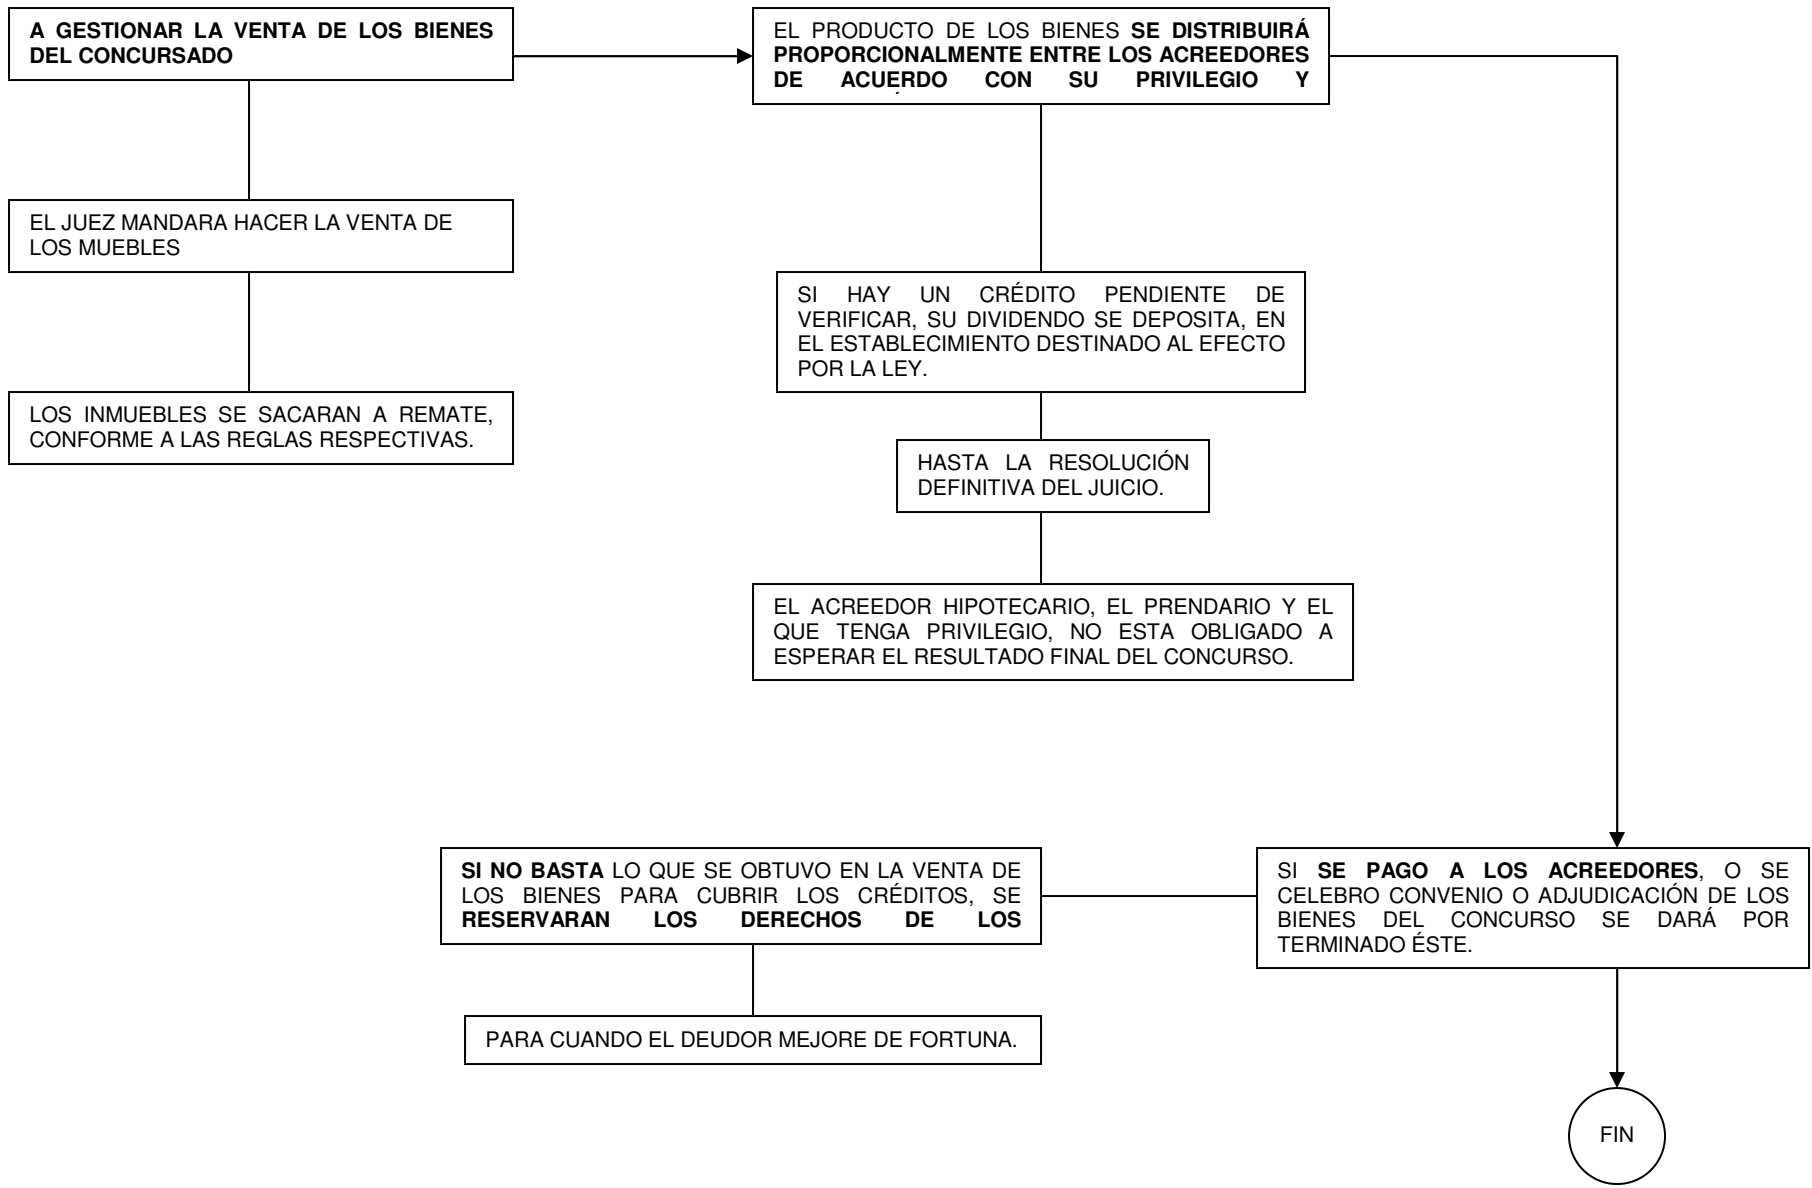 A GESTIONAR LA VENTA DE LOS BIENES
DEL CONCURSADO
EL PRODUCTO DE LOS BIENES SE DISTRIBUIRÁ
PROPORCIONALMENTE ENTRE LOS ACREEDORES
DE ACUERDO CON SU PRIVILEGIO Y
EL JUEZ MANDARA HACER LA VENTA DE
LOS MUEBLES
LOS INMUEBLES SE SACARAN A REMATE,
CONFORME A LAS REGLAS RESPECTIVAS.
SI HAY UN CRÉDITO PENDIENTE DE
VERIFICAR, SU DIVIDENDO SE DEPOSITA, EN
EL ESTABLECIMIENTO DESTINADO AL EFECTO
POR LA LEY.
HASTA LA RESOLUCIÓN
DEFINITIVA DEL JUICIO.
EL ACREEDOR HIPOTECARIO, EL PRENDARIO Y EL
QUE TENGA PRIVILEGIO, NO ESTA OBLIGADO A
ESPERAR EL RESULTADO FINAL DEL CONCURSO.
SI NO BASTA LO QUE SE OBTUVO EN LA VENTA DE
LOS BIENES PARA CUBRIR LOS CRÉDITOS, SE
RESERVARAN LOS DERECHOS DE LOS
PARA CUANDO EL DEUDOR MEJORE DE FORTUNA.
SI SE PAGO A LOS ACREEDORES, O SE
CELEBRO CONVENIO O ADJUDICACIÓN DE LOS
BIENES DEL CONCURSO SE DARÁ POR
TERMINADO ÉSTE.
FIN